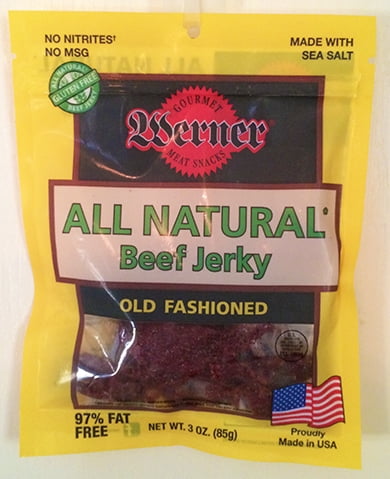 NO NITRITES†
NO MSG
MADE WITH
SEA SALT
ALL NATURAL
GLUTEN FREE
BEEF JERKY
GOURMET
Werner
MEAT SNACKS
ALL NATURAL*
Beef Jerky
OLD FASHIONED
97% FAT
FREE
NET WT. 3 OZ. (85g)
Proudly
Made in USA